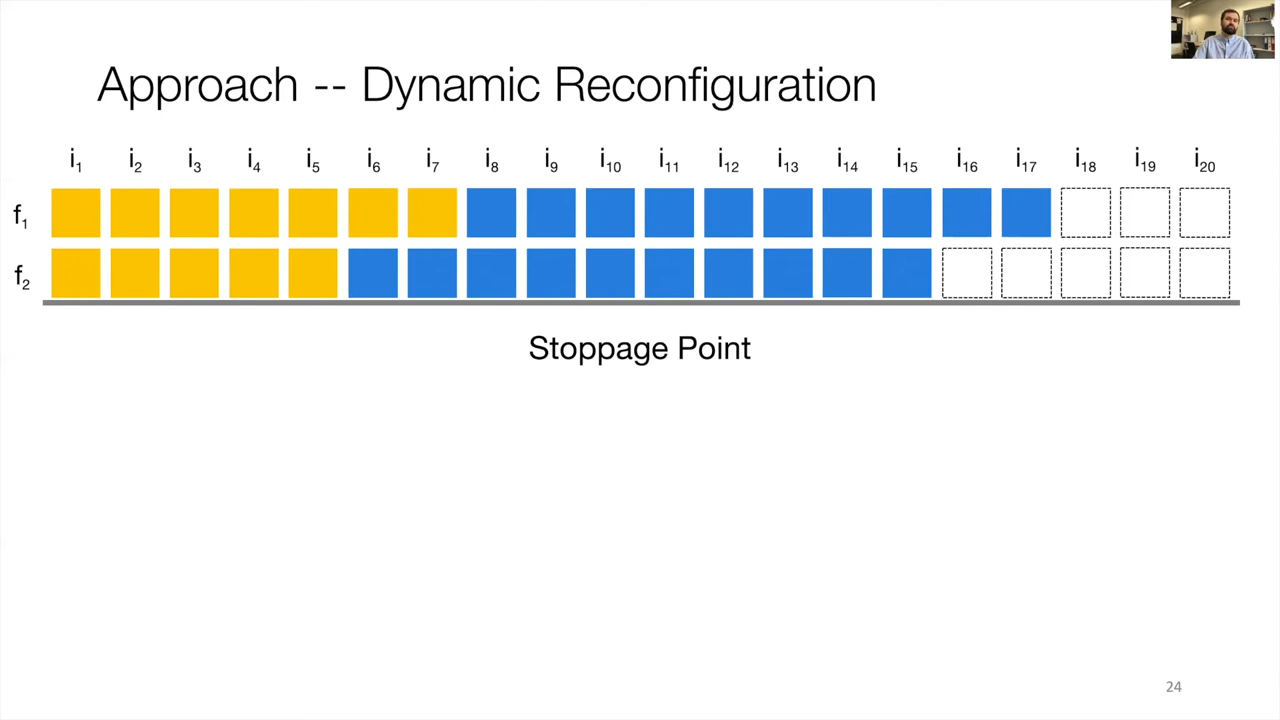 Approach -- Dynamic Reconfiguration
i₁ i₂ i₃ i₄ i₅ i₆ i₇ i₈ i₉ i₁₀ i₁₁ i₁₂ i₁₃ i₁₄ i₁₅ i₁₆ i₁₇ i₁₈ i₁₉ i₂₀
f₁
f₂
Stoppage Point
24